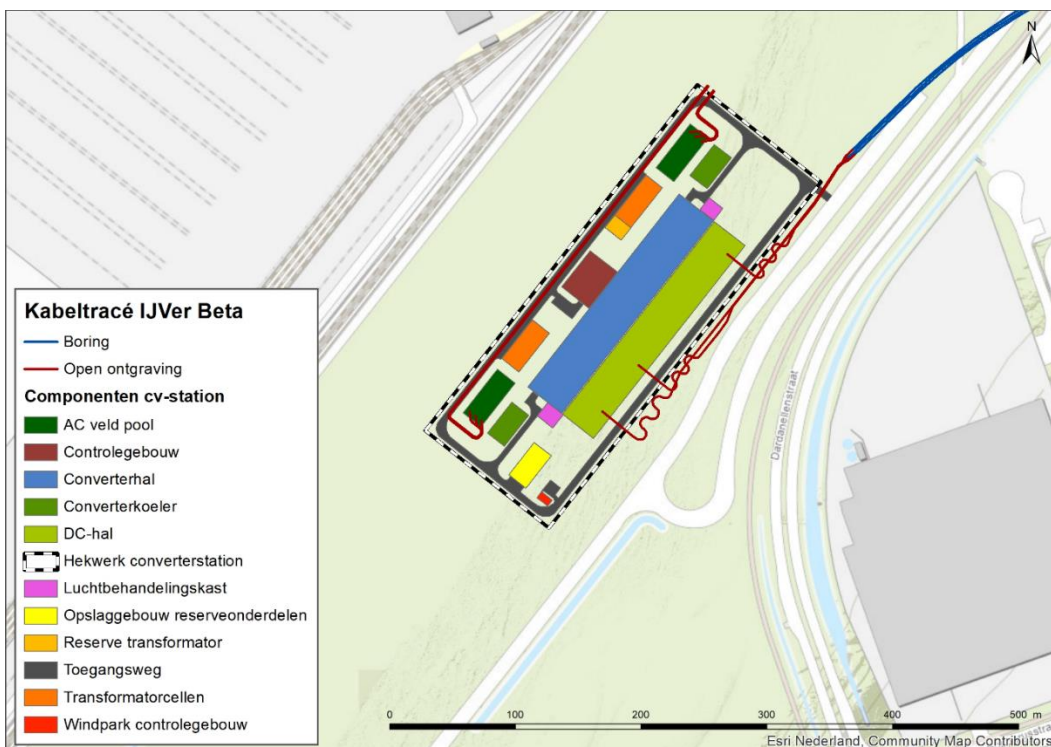 N
Kabeltracé IJVer Beta
Boring
Open ontgraving
Componenten cv-station
AC veld pool
Controlegebouw
Converterhal
Converterkoeler
DC-hal
Hekwerk converterstation
Luchtbehandelingskast
Opslaggebouw reserveonderdelen
Reserve transformator
Toegangsweg
Transformatorcellen
Windpark controlegebouw
Dardanellenstraat
0 100 200 300 400 500 m
Esri Nederland, Community Map Contributors